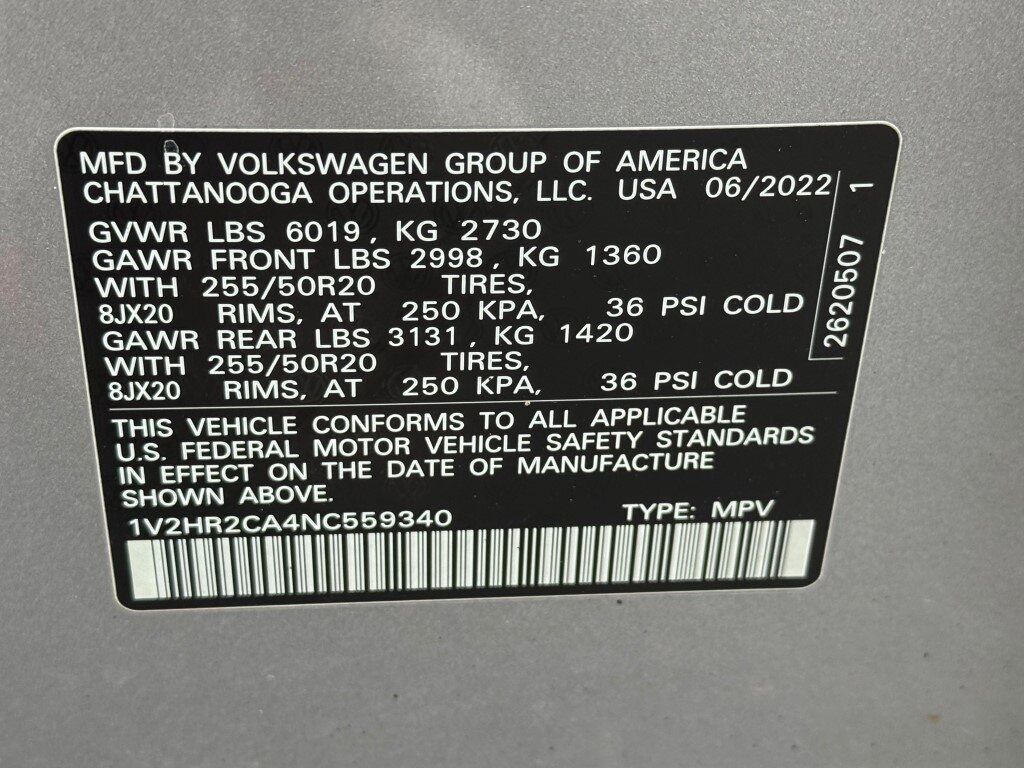 MFD BY VOLKSWAGEN GROUP OF AMERICA
CHATTANOOGA OPERATIONS, LLC. USA 06/2022
GVWR LBS 6019, KG 2730
GAWR FRONT LBS 2998, KG 1360
WITH 255/50R20 TIRES,
8JX20 RIMS, AT 250 KPA, 36 PSI COLD
GAWR REAR LBS 3131, KG 1420
WITH 255/50R20 TIRES,
8JX20 RIMS, AT 250 KPA, 36 PSI COLD
2620507 1
THIS VEHICLE CONFORMS TO ALL APPLICABLE
U.S. FEDERAL MOTOR VEHICLE SAFETY STANDARDS
IN EFFECT ON THE DATE OF MANUFACTURE
SHOWN ABOVE.
1V2HR2CA4NC559340 TYPE: MPV